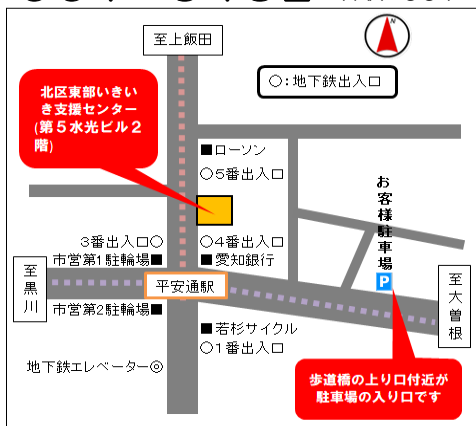 至上飯田
○：地下鉄出入口
北区東部いきい
き支援センター
(第５水光ビル２
階)
■ローソン
○5番出入口
お客様駐車場
3番出入口○
○4番出入口
市営第1駐輪場■
■愛知銀行
至黒川
平安通駅
P
至大曽根
市営第2駐輪場■
■若杉サイクル
○1番出入口
地下鉄エレベーター◎
歩道橋の上り口付近が
駐車場の入り口です